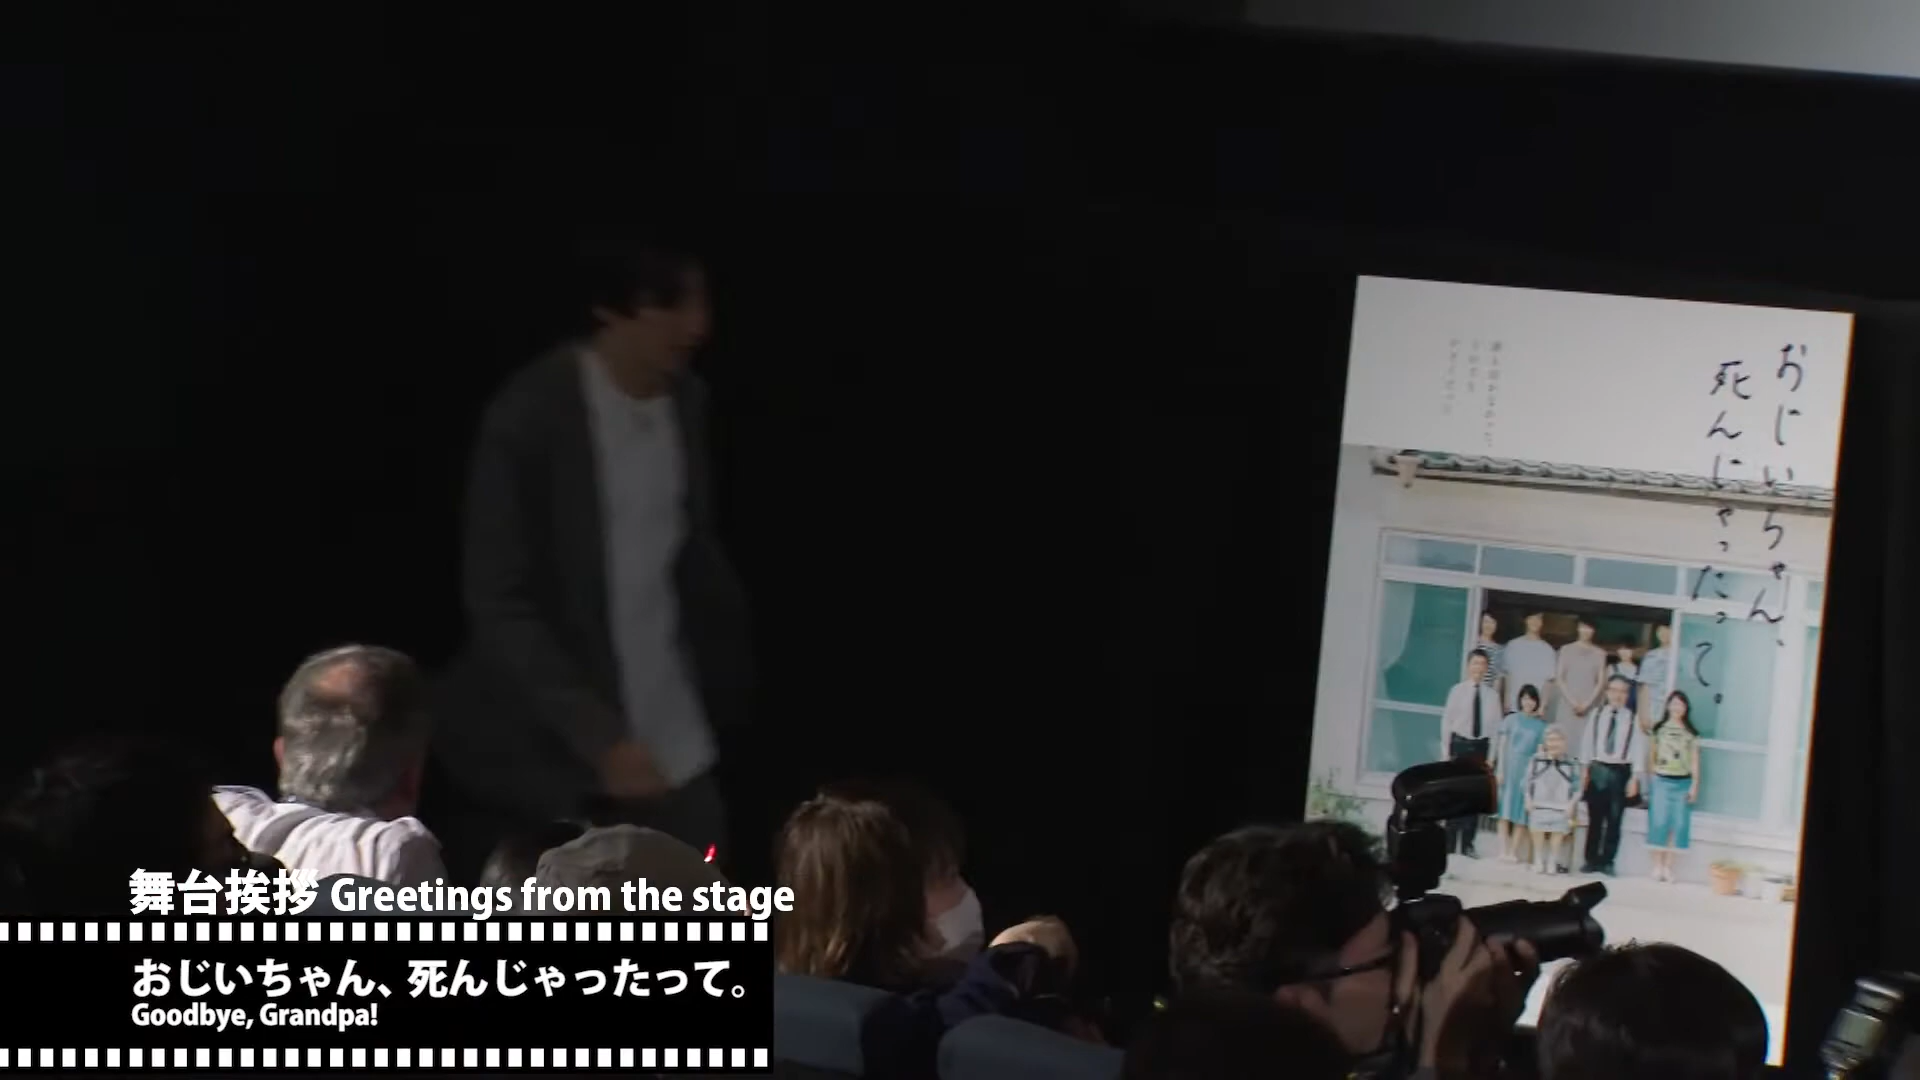 おじいちゃん、
死んじゃったって。
舞台挨拶 Greetings from the stage
おじいちゃん、死んじゃったって。
Goodbye, Grandpa!